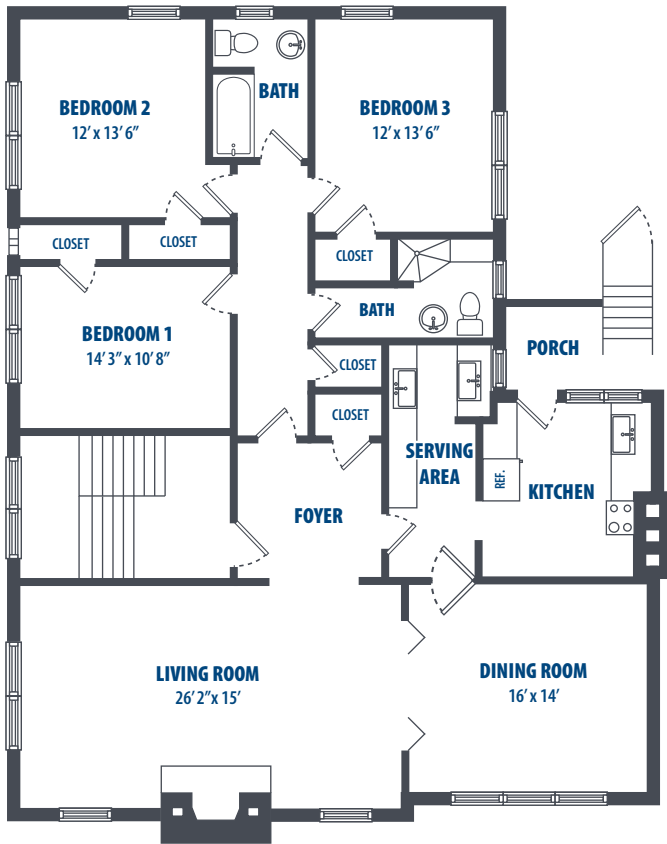 BEDROOM 2
12’ x 13’ 6”
BATH
BEDROOM 3
12’ x 13’ 6”
CLOSET
CLOSET
CLOSET
BEDROOM 1
14’ 3” x 10’ 8”
BATH
PORCH
CLOSET
CLOSET
SERVING
AREA
REF.
KITCHEN
FOYER
LIVING ROOM
26’ 2” x 15’
DINING ROOM
16’ x 14’